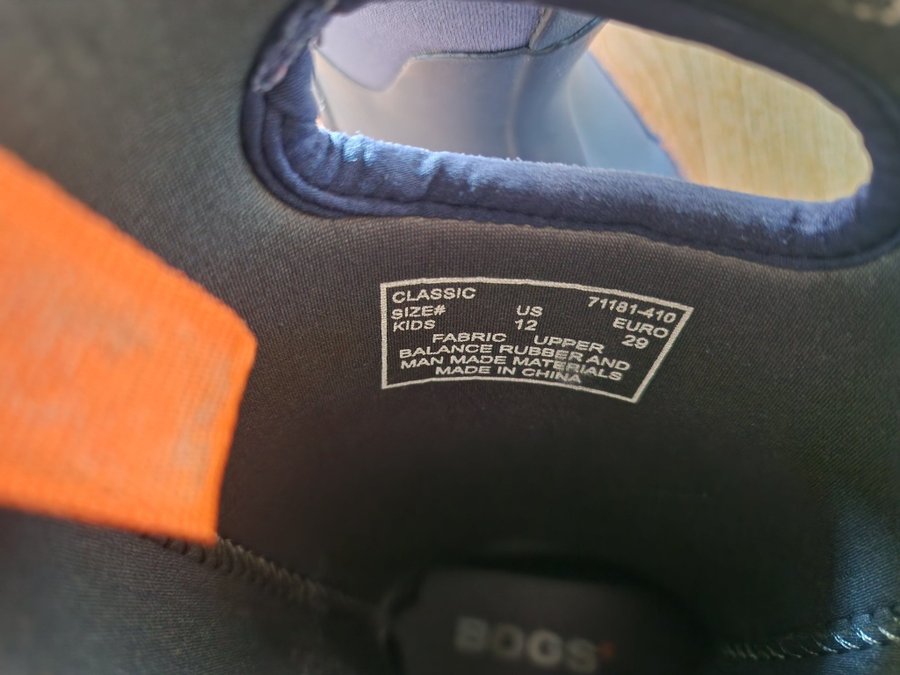 CLASSIC 71181-410
SIZE# US EURO
KIDS 12 29
FABRIC UPPER
BALANCE RUBBER AND
MAN MADE MATERIALS
MADE IN CHINA
BOGS